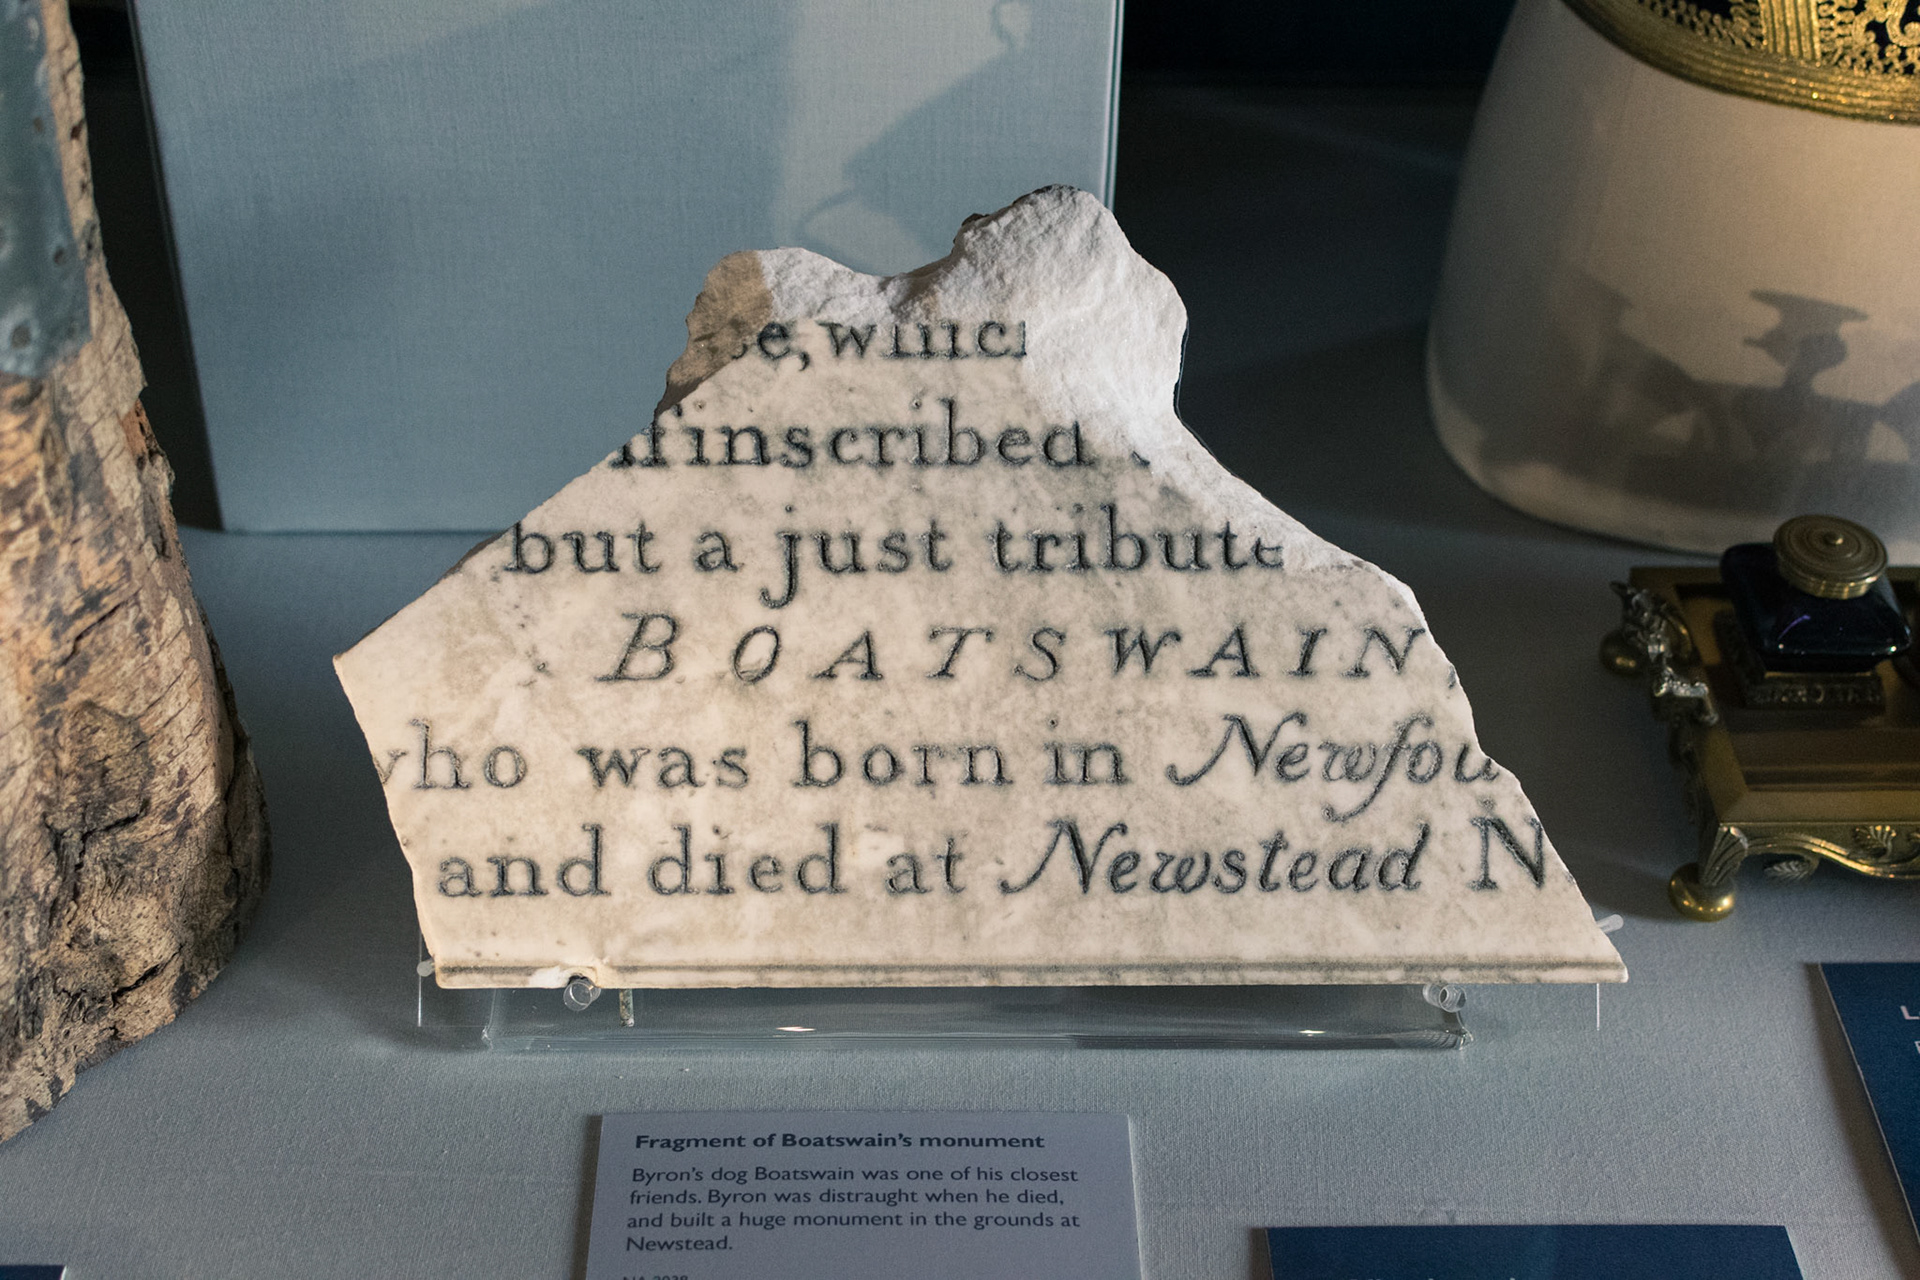 e, which
if inscribed
but a just tribute
BOATSWAIN,
who was born in Newfou
and died at Newstead N
Fragment of Boatswain's monument
Byron's dog Boatswain was one of his closest
friends. Byron was distraught when he died,
and built a huge monument in the grounds at
Newstead.